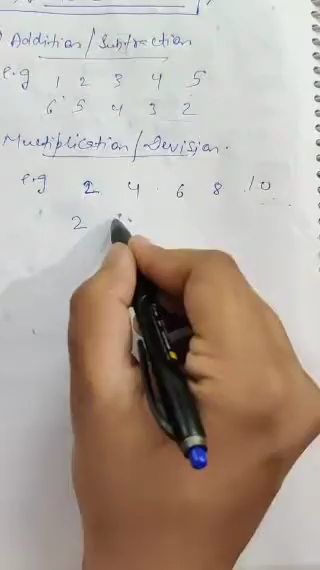 Addition/Subtraction
e.g 1 2 3 4 5
6 5 4 3 2
Multiplication/Devision.
e.g 2 4 6 8 10
2